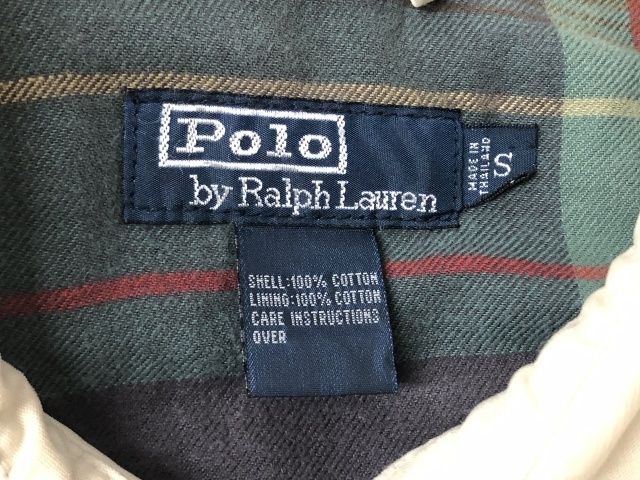 Polo
by Ralph Lauren
MADE IN
THAILAND
S
SHELL:100% COTTON
LINING:100% COTTON
CARE INSTRUCTIONS
OVER